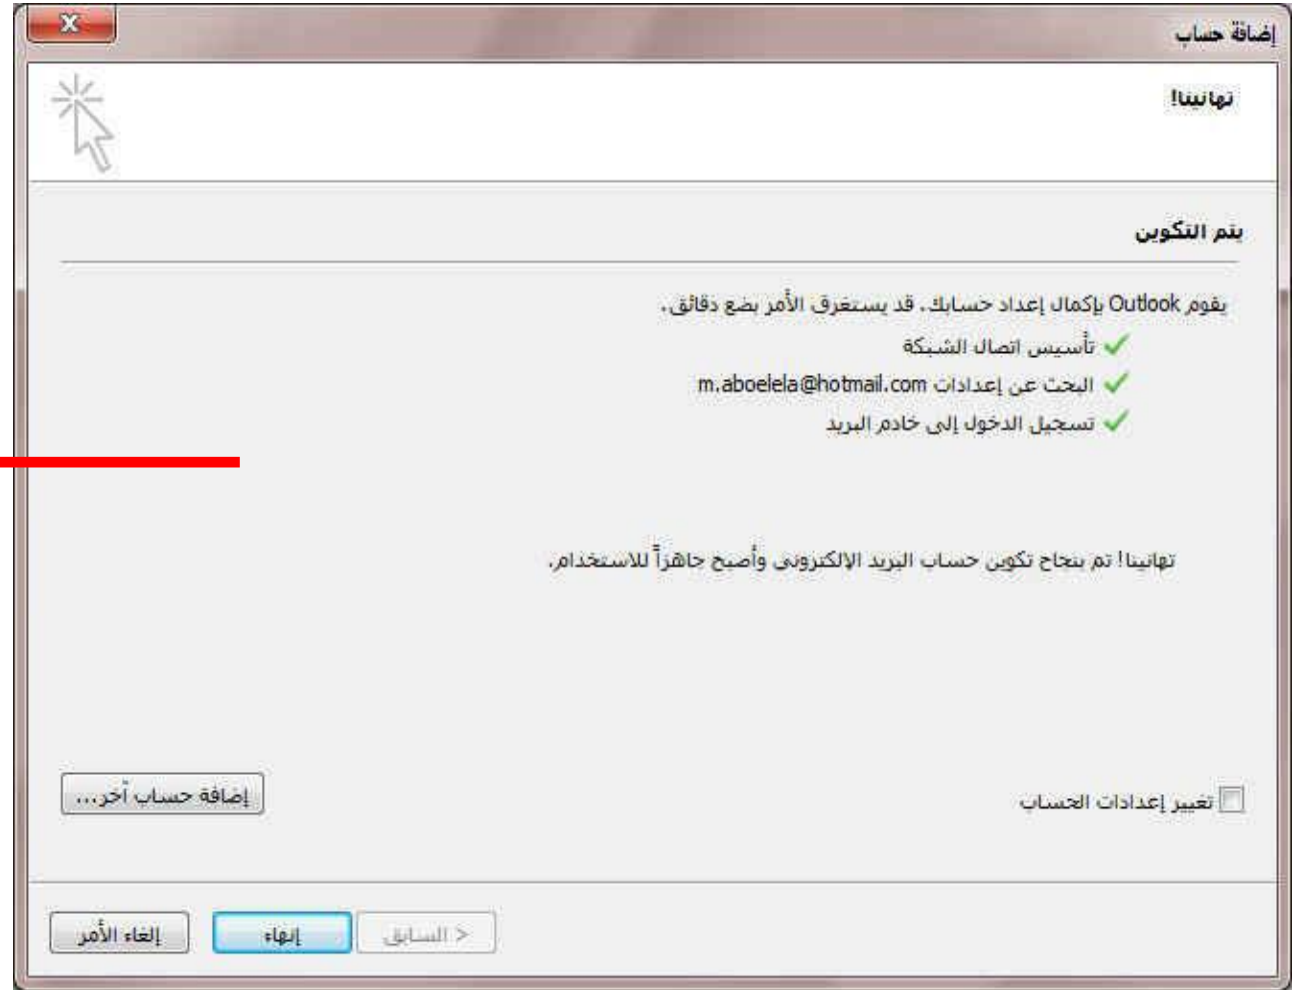 إضافة حساب
تهانينا!
يتم التكوين
يقوم Outlook بإكمال إعداد حسابك. قد يستغرق الأمر بضع دقائق.
تأسيس اتصال الشبكة
البحث عن إعدادات m.aboelela@hotmail.com
تسجيل الدخول إلى خادم البريد
تهانينا! تم بنجاح تكوين حساب البريد الإلكتروني وأصبح جاهزاً للاستخدام.
تغيير إعدادات الحساب
إضافة حساب آخر...
< السابق
إنهاء
إلغاء الأمر